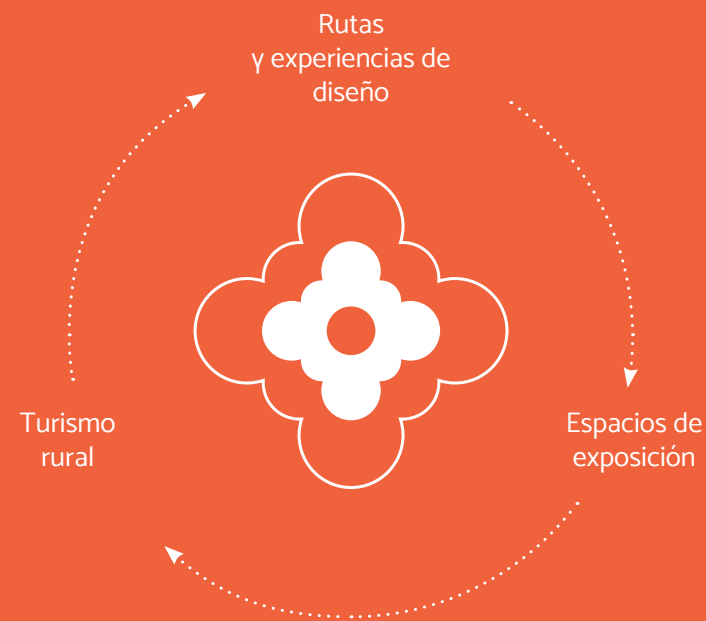 Rutas
y experiencias de
diseño
Turismo
rural
Espacios de
exposición